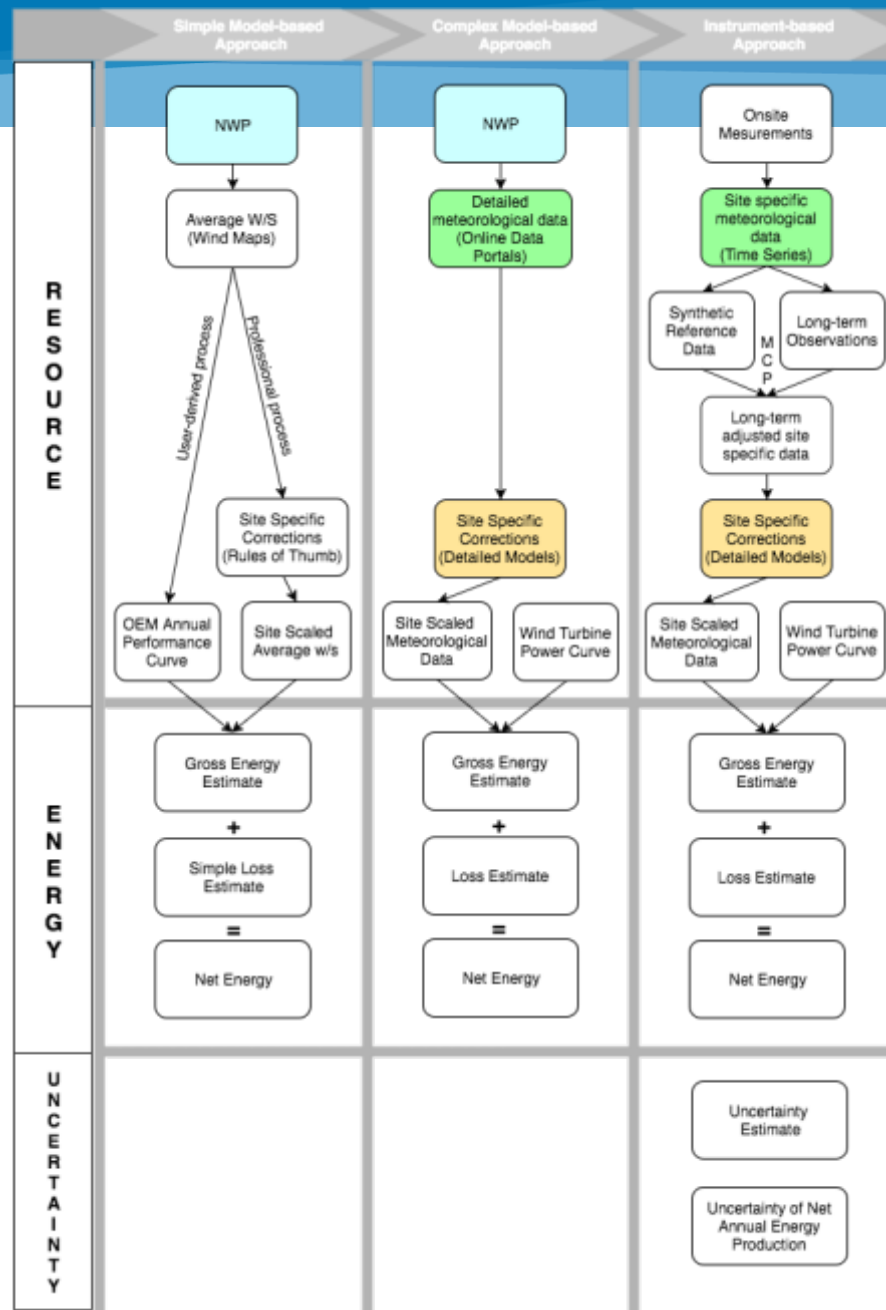 Simple Model-based
Approach
Complex Model-based
Approach
Instrument-based
Approach
RESOURCE
NWP
Average W/S
(Wind Maps)
User-derived process
Professional process
Site Specific
Corrections
(Rules of Thumb)
OEM Annual
Performance
Curve
Site Scaled
Average w/s
NWP
Detailed
meteorological data
(Online Data
Portals)
Site Specific
Corrections
(Detailed Models)
Site Scaled
Meteorological
Data
Wind Turbine
Power Curve
Onsite
Mesurements
Site specific
meteorological
data
(Time Series)
Synthetic
Reference
Data
MCP
Long-term
Observations
Long-term
adjusted site
specific data
Site Specific
Corrections
(Detailed Models)
Site Scaled
Meteorological
Data
Wind Turbine
Power Curve
ENERGY
Gross Energy
Estimate
+
Simple Loss
Estimate
=
Net Energy
Gross Energy
Estimate
+
Loss Estimate
=
Net Energy
Gross Energy
Estimate
+
Loss Estimate
=
Net Energy
UNCERTAINTY
Uncertainty
Estimate
Uncertainty of Net
Annual Energy
Production